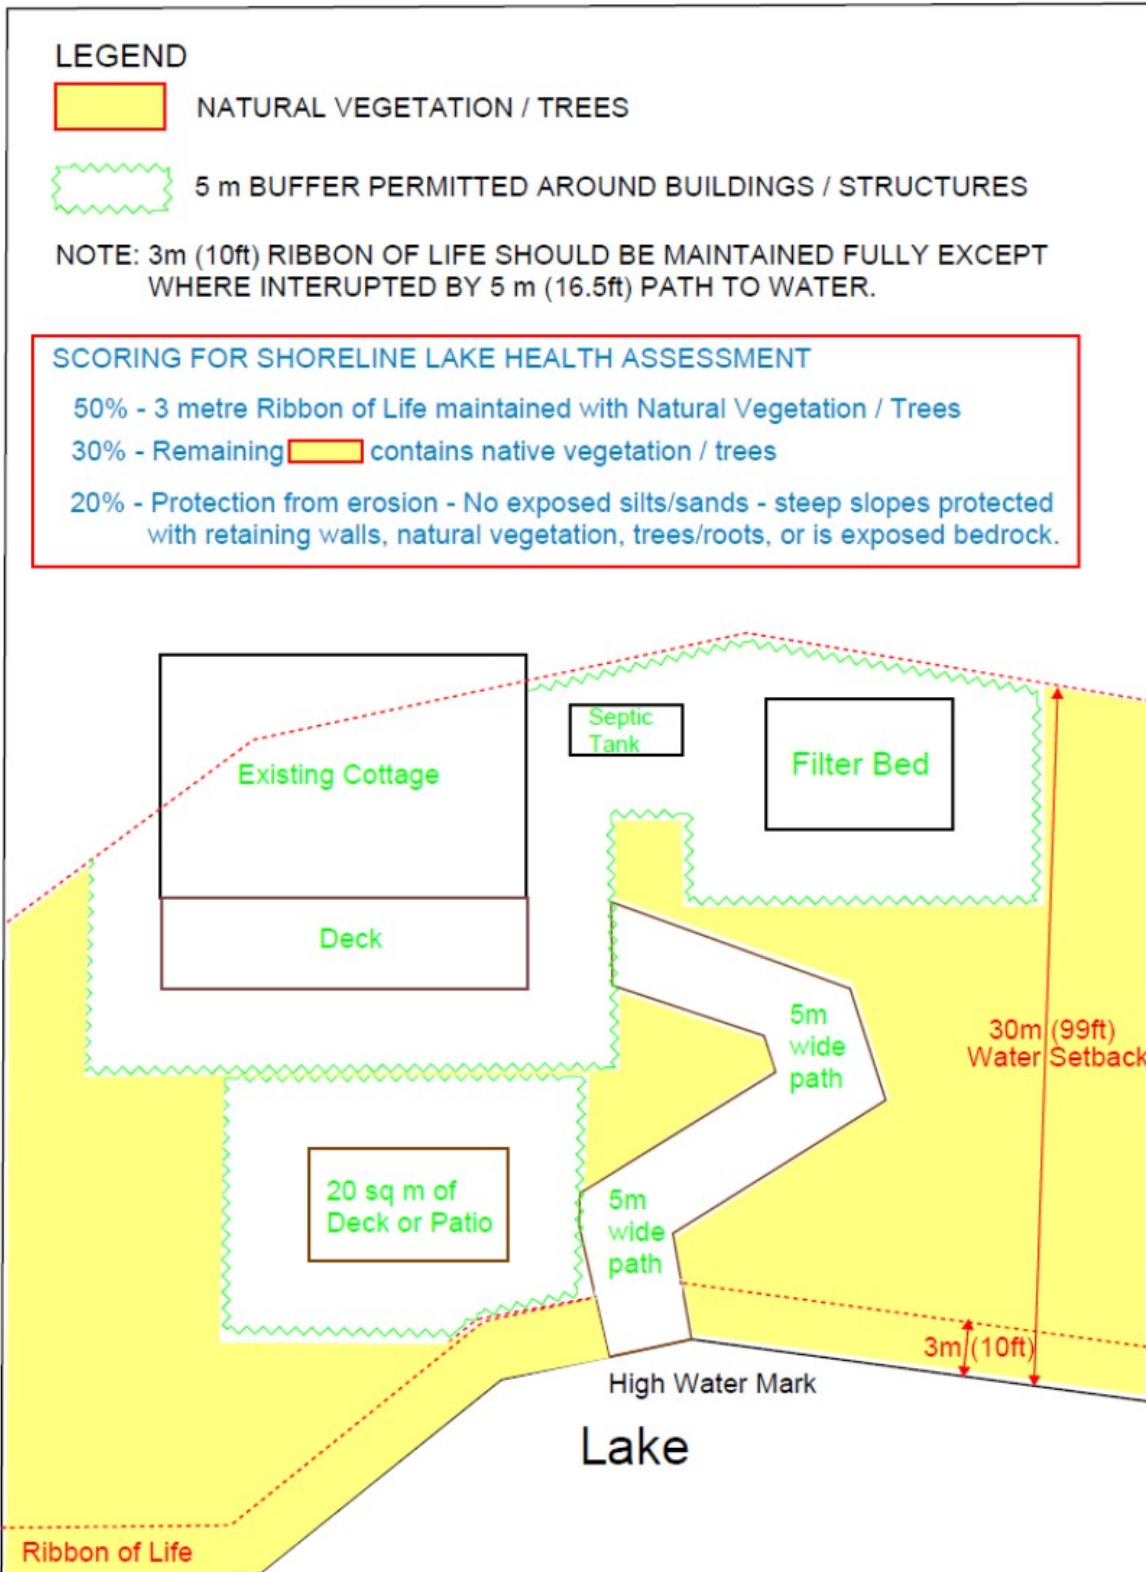 LEGEND
NATURAL VEGETATION / TREES
5 m BUFFER PERMITTED AROUND BUILDINGS / STRUCTURES
NOTE: 3m (10ft) RIBBON OF LIFE SHOULD BE MAINTAINED FULLY EXCEPT
WHERE INTERUPTED BY 5 m (16.5ft) PATH TO WATER.
SCORING FOR SHORELINE LAKE HEALTH ASSESSMENT
50% - 3 metre Ribbon of Life maintained with Natural Vegetation / Trees
30% - Remaining contains native vegetation / trees
20% - Protection from erosion - No exposed silts/sands - steep slopes protected
with retaining walls, natural vegetation, trees/roots, or is exposed bedrock.
Septic
Tank
Existing Cottage
Filter Bed
Deck
5m
wide
path
30m (99ft)
Water Setback
20 sq m of
Deck or Patio
5m
wide
path
3m (10ft)
High Water Mark
Lake
Ribbon of Life